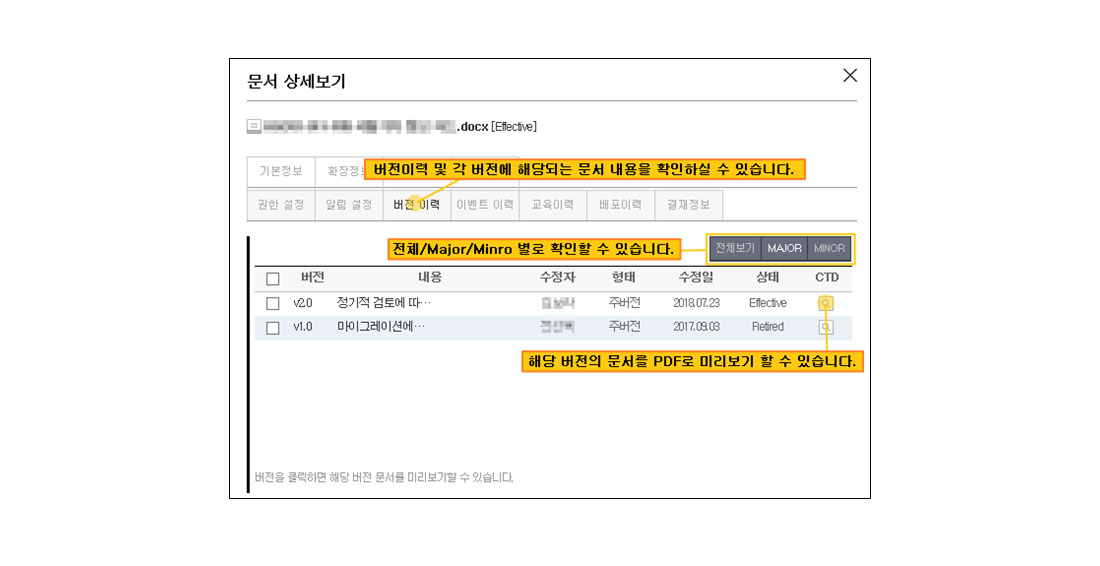 문서 상세보기
.docx [Effective]
기본정보 확장정보
버전이력 및 각 버전에 해당되는 문서 내용을 확인하실 수 있습니다.
권한 설정 알림 설정 버전 이력 이벤트 이력 교육이력 배포이력 결재정보
전체/Major/Minro 별로 확인할 수 있습니다.
전체보기 MAJOR MINOR
버전 내용 수정자 형태 수정일 상태 CTD
v2.0 정기적 검토에 따… 주버전 2018.07.23 Effective
v1.0 마이그레이션에… 주버전 2017.09.03 Retired
해당 버전의 문서를 PDF로 미리보기 할 수 있습니다.
버전을 클릭하면 해당 버전 문서를 미리보기할 수 있습니다.